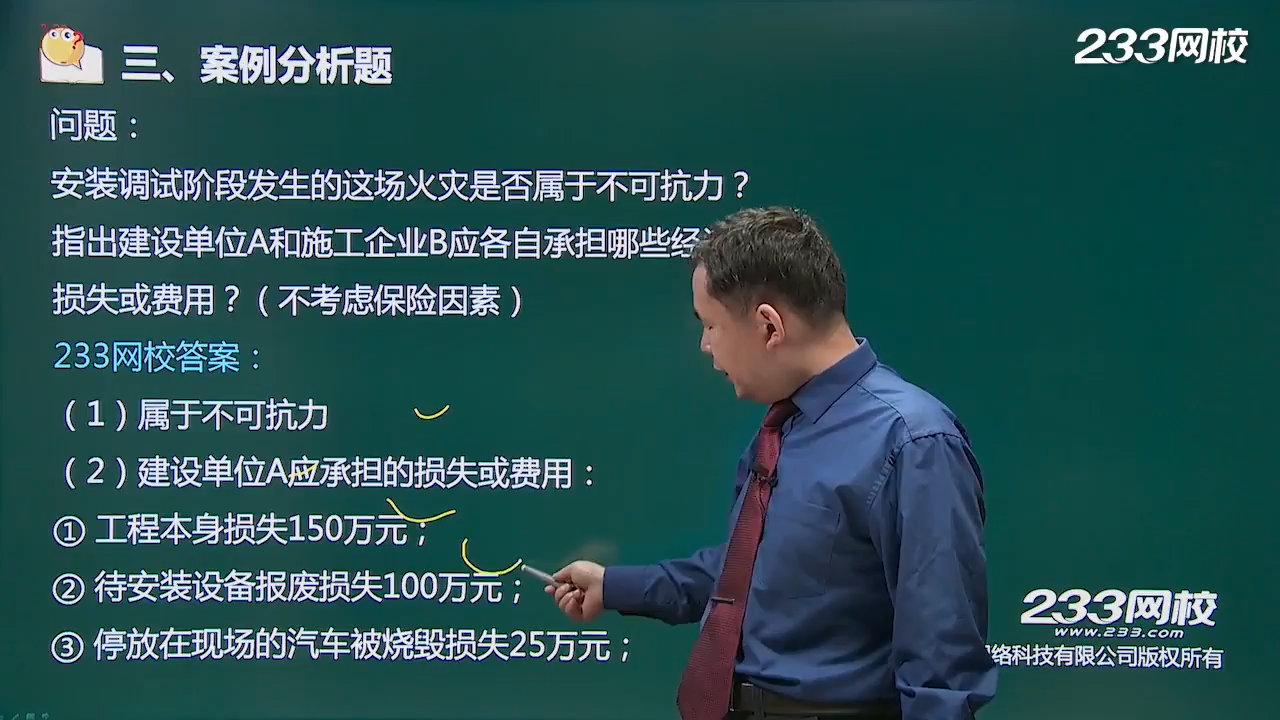 三、案例分析题
233网校
问题：
安装调试阶段发生的这场火灾是否属于不可抗力？
指出建设单位A和施工企业B应各自承担哪些经
损失或费用？（不考虑保险因素）
233网校答案：
（1）属于不可抗力
（2）建设单位A应承担的损失或费用：
① 工程本身损失150万元；
② 待安装设备报废损失100万元；
③ 停放在现场的汽车被烧毁损失25万元；
233网校
www.233.com
络科技有限公司版权所有